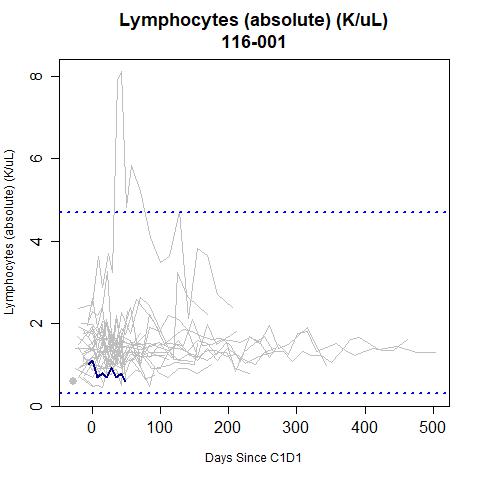 Lymphocytes (absolute) (K/uL)
116-001
Lymphocytes (absolute) (K/uL)
8
6
4
2
0
0 100 200 300 400 500
Days Since C1D1